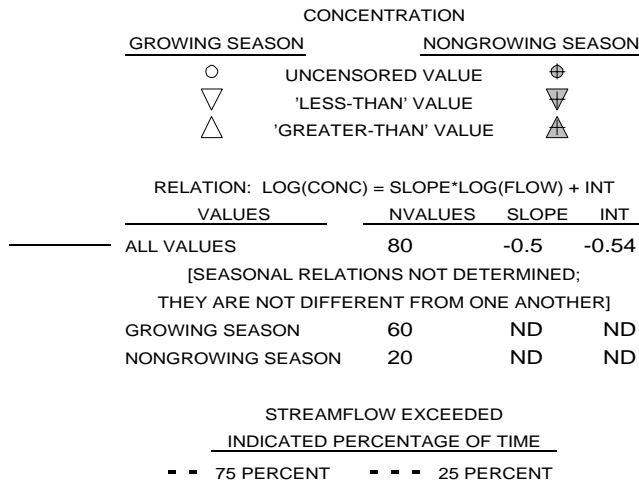 CONCENTRATION
GROWING SEASON NONGROWING SEASON
UNCENSORED VALUE
'LESS-THAN' VALUE
'GREATER-THAN' VALUE
RELATION: LOG(CONC) = SLOPE*LOG(FLOW) + INT
VALUES NVALUES SLOPE INT
ALL VALUES 80 -0.5 -0.54
[SEASONAL RELATIONS NOT DETERMINED;
THEY ARE NOT DIFFERENT FROM ONE ANOTHER]
GROWING SEASON 60 ND ND
NONGROWING SEASON 20 ND ND
STREAMFLOW EXCEEDED
INDICATED PERCENTAGE OF TIME
75 PERCENT 25 PERCENT